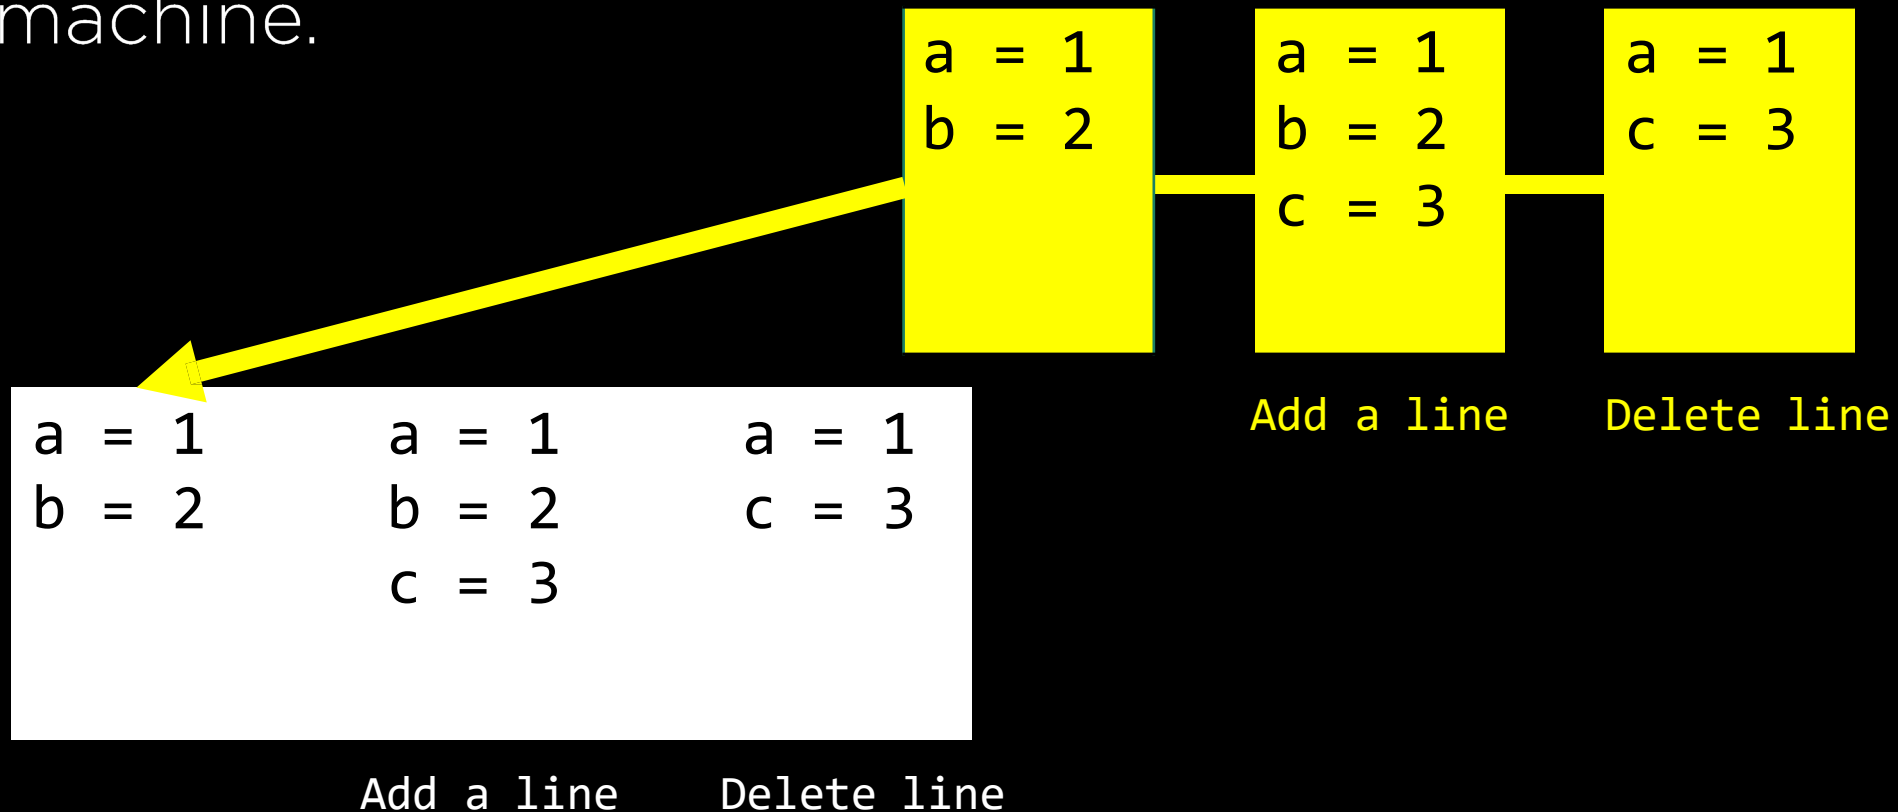 machine.
a = 1
b = 2
a = 1
b = 2
c = 3
a = 1
c = 3
Add a line
Delete line
a = 1
b = 2
a = 1
b = 2
c = 3
a = 1
c = 3
Add a line
Delete line